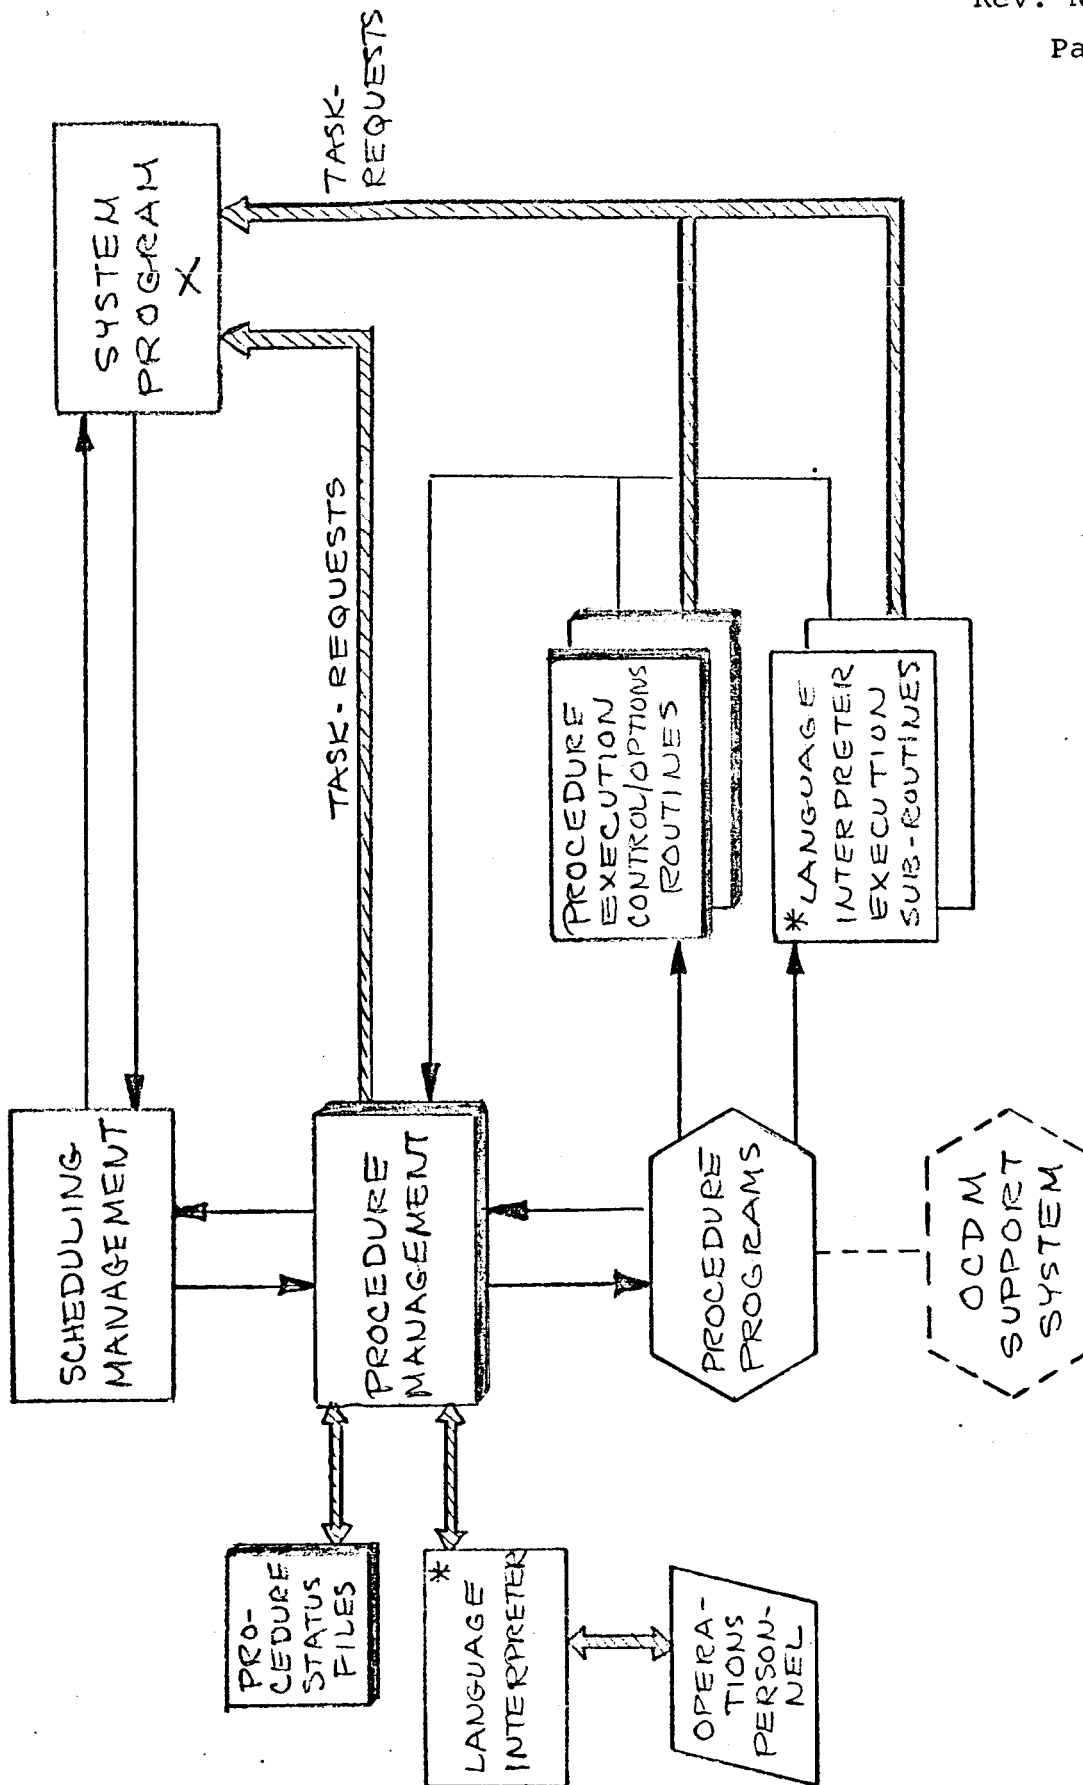 Rev. N
Pa
TASK-
REQUESTS
SYSTEM
PROGRAM
X
TASK-REQUESTS
SCHEDULING
MANAGEMENT
PROCEDURE
MANAGEMENT
PROCEDURE
EXECUTION
CONTROL/OPTIONS
ROUTINES
*LANGUAGE
INTERPRETER
EXECUTION
SUB-ROUTINES
PROCEDURE
PROGRAMS
OCDM
SUPPORT
SYSTEM
PRO-
CEDURE
STATUS
FILES
*
LANGUAGE
INTERPRETER
OPERA-
TIONS
PERSON-
NEL